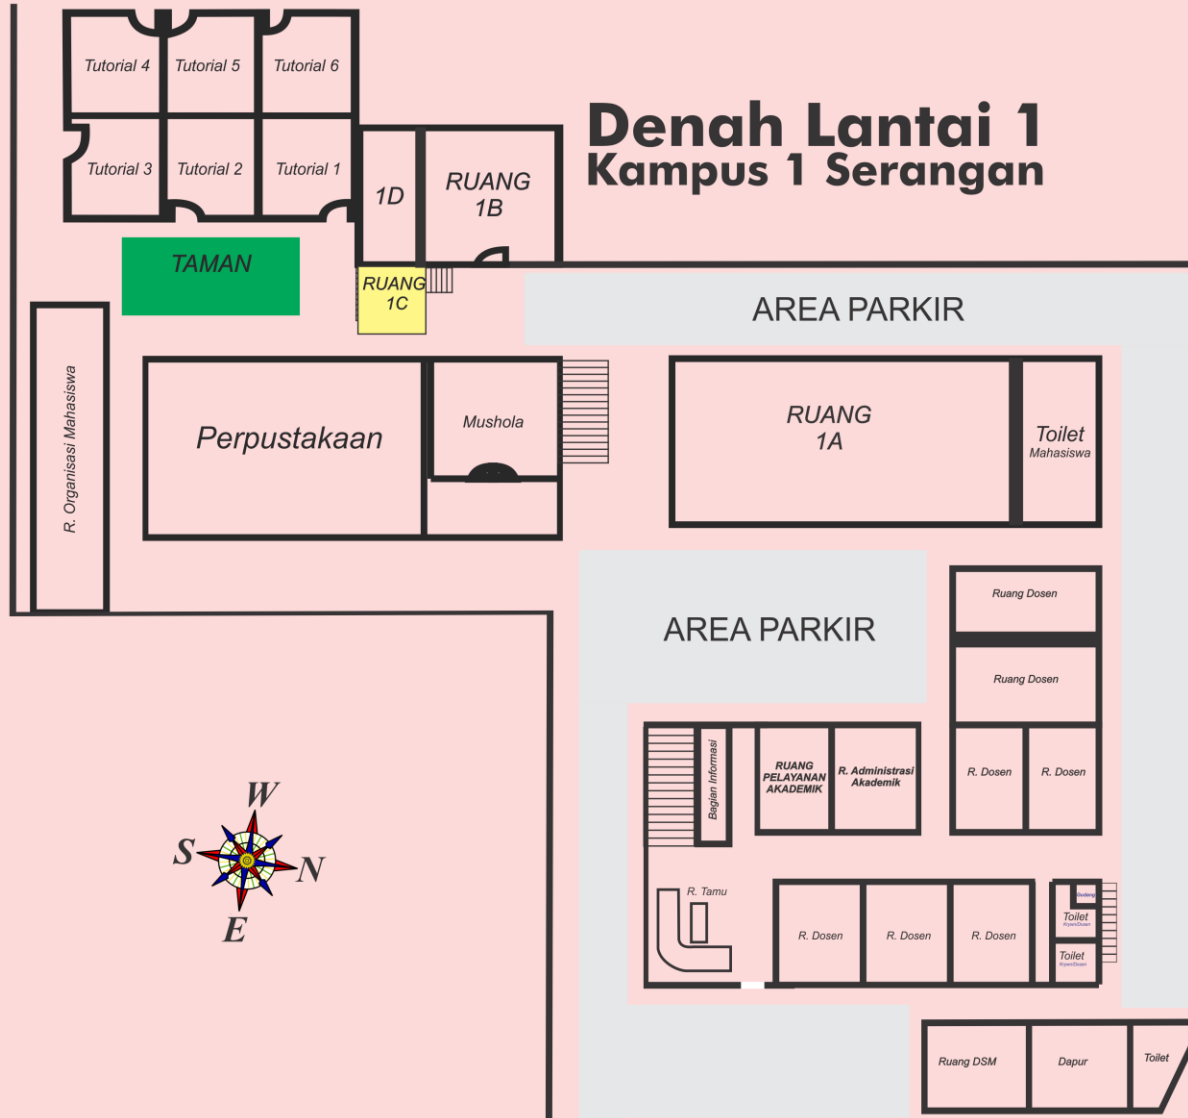 Denah Lantai 1
Kampus 1 Serangan
Tutorial 4
Tutorial 5
Tutorial 6
Tutorial 3
Tutorial 2
Tutorial 1
1D
RUANG
1B
TAMAN
RUANG
1C
AREA PARKIR
R. Organisasi Mahasiswa
Perpustakaan
Mushola
RUANG
1A
Toilet
Mahasiswa
AREA PARKIR
Ruang Dosen
Ruang Dosen
R. Dosen
R. Dosen
Bagian Informasi
RUANG
PELAYANAN
AKADEMIK
R. Administrasi
Akademik
W
S
N
E
R. Tamu
R. Dosen
R. Dosen
R. Dosen
Gudang
Toilet
Toilet
Ruang DSM
Dapur
Toilet